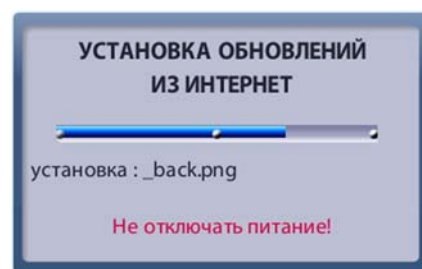 УСТАНОВКА ОБНОВЛЕНИЙ
ИЗ ИНТЕРНЕТ
установка : _back.png
Не отключать питание!